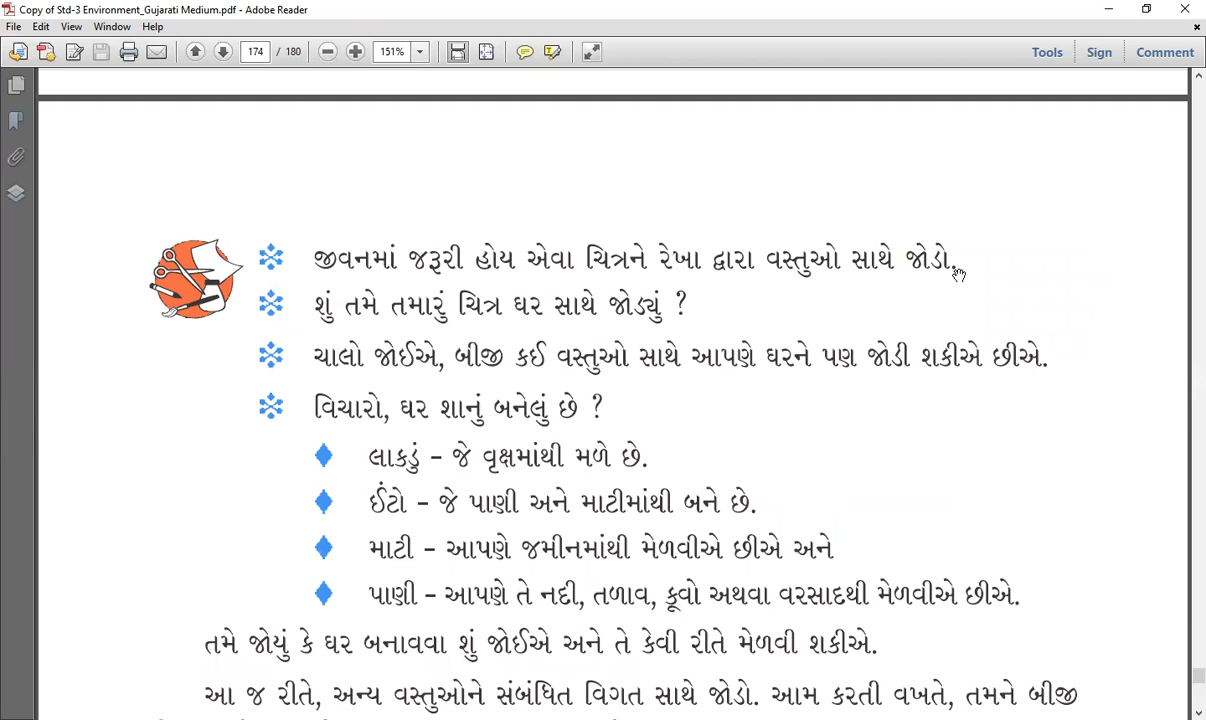 Copy of Std-3 Environment_Gujarati Medium.pdf - Adobe Reader
File Edit View Window Help
174 / 180 151% Tools Sign Comment
જીવનમાં જરૂરી હોય એવા ચિત્રને રેખા દ્વારા વસ્તુઓ સાથે જોડો.
શું તમે તમારું ચિત્ર ઘર સાથે જોડ્યું ?
ચાલો જોઈએ, બીજી કઈ વસ્તુઓ સાથે આપણે ઘરને પણ જોડી શકીએ છીએ.
વિચારો, ઘર શાનું બનેલું છે ?
લાકડું – જે વૃક્ષમાંથી મળે છે.
ઈંટો – જે પાણી અને માટીમાંથી બને છે.
માટી – આપણે જમીનમાંથી મેળવીએ છીએ અને
પાણી – આપણે તે નદી, તળાવ, કૂવો અથવા વરસાદથી મેળવીએ છીએ.
તમે જોયું કે ઘર બનાવવા શું જોઈએ અને તે કેવી રીતે મેળવી શકીએ.
આ જ રીતે, અન્ય વસ્તુઓને સંબંધિત વિગત સાથે જોડો. આમ કરતી વખતે, તમને બીજી